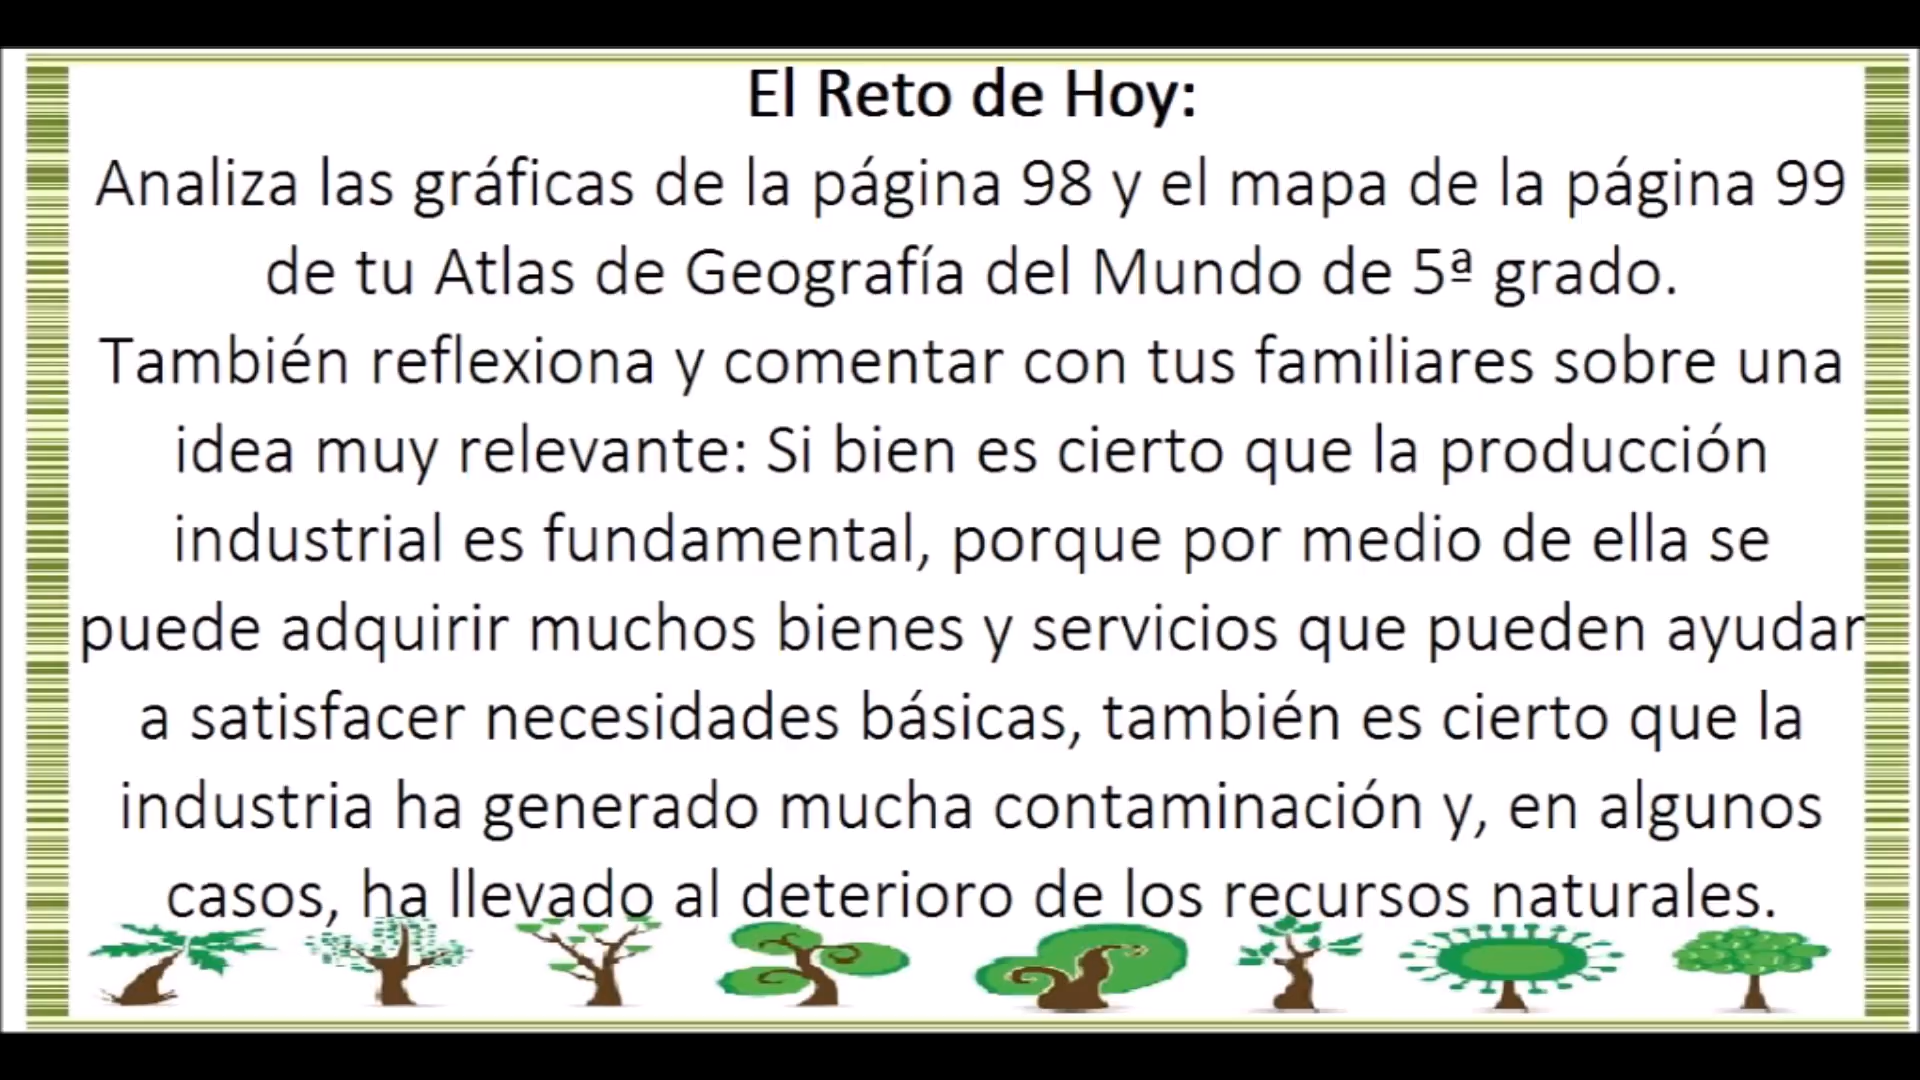 El Reto de Hoy:
Analiza las gráficas de la página 98 y el mapa de la página 99
de tu Atlas de Geografía del Mundo de 5ª grado.
También reflexiona y comentar con tus familiares sobre una
idea muy relevante: Si bien es cierto que la producción
industrial es fundamental, porque por medio de ella se
puede adquirir muchos bienes y servicios que pueden ayudar
a satisfacer necesidades básicas, también es cierto que la
industria ha generado mucha contaminación y, en algunos
casos, ha llevado al deterioro de los recursos naturales.